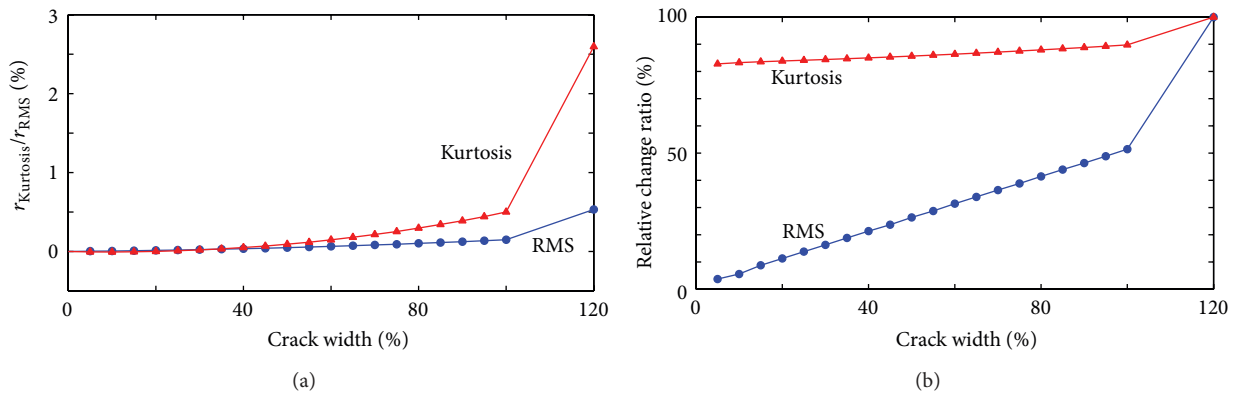 3
2
1
0
0
40
80
120
r_Kurtosis/r_RMS (%)
Kurtosis
RMS
Crack width (%)
(a)
100
50
0
0
40
80
120
Relative change ratio (%)
Kurtosis
RMS
Crack width (%)
(b)